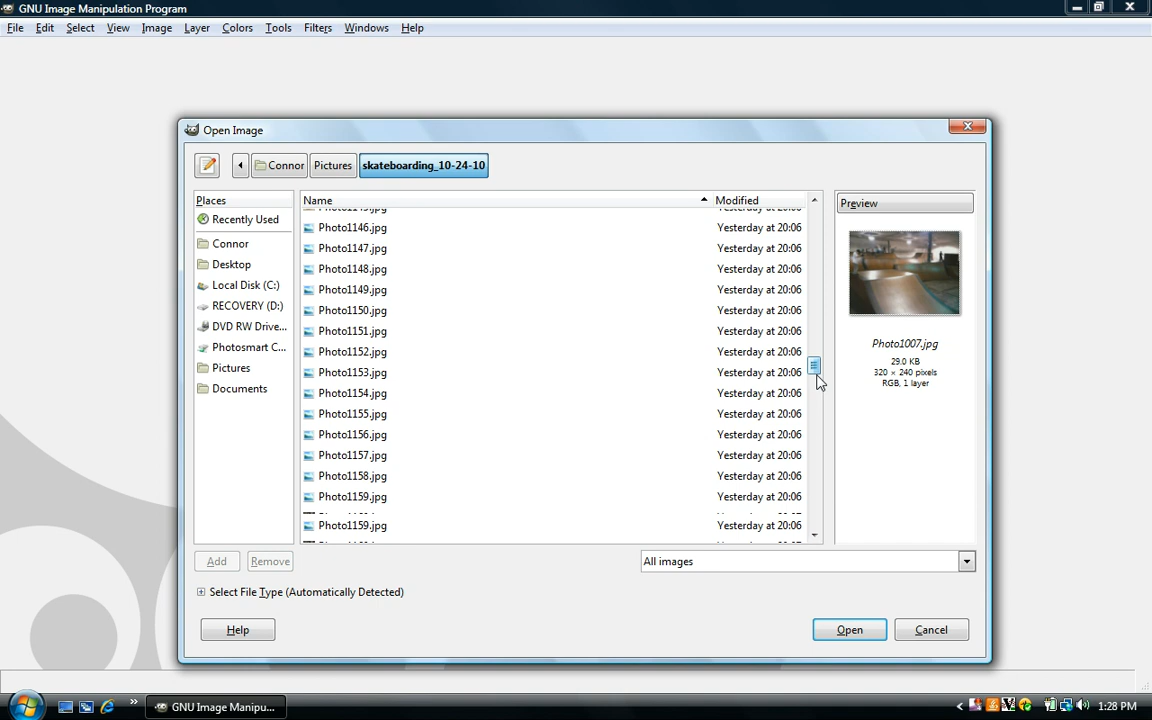 GNU Image Manipulation Program
File Edit Select View Image Layer Colors Tools Filters Windows Help
Open Image
Connor Pictures skateboarding_10-24-10
Places
Recently Used
Connor
Desktop
Local Disk (C:)
RECOVERY (D:)
DVD RW Drive...
Photosmart C...
Pictures
Documents
Name Modified
Photo1146.jpg Yesterday at 20:06
Photo1147.jpg Yesterday at 20:06
Photo1148.jpg Yesterday at 20:06
Photo1149.jpg Yesterday at 20:06
Photo1150.jpg Yesterday at 20:06
Photo1151.jpg Yesterday at 20:06
Photo1152.jpg Yesterday at 20:06
Photo1153.jpg Yesterday at 20:06
Photo1154.jpg Yesterday at 20:06
Photo1155.jpg Yesterday at 20:06
Photo1156.jpg Yesterday at 20:06
Photo1157.jpg Yesterday at 20:06
Photo1158.jpg Yesterday at 20:06
Photo1159.jpg Yesterday at 20:06
Photo1159.jpg Yesterday at 20:06
Preview
Photo1007.jpg
29.0 KB
320 × 240 pixels
RGB, 1 layer
Add Remove
All images
Select File Type (Automatically Detected)
Help Open Cancel
GNU Image Manipu...
1:28 PM